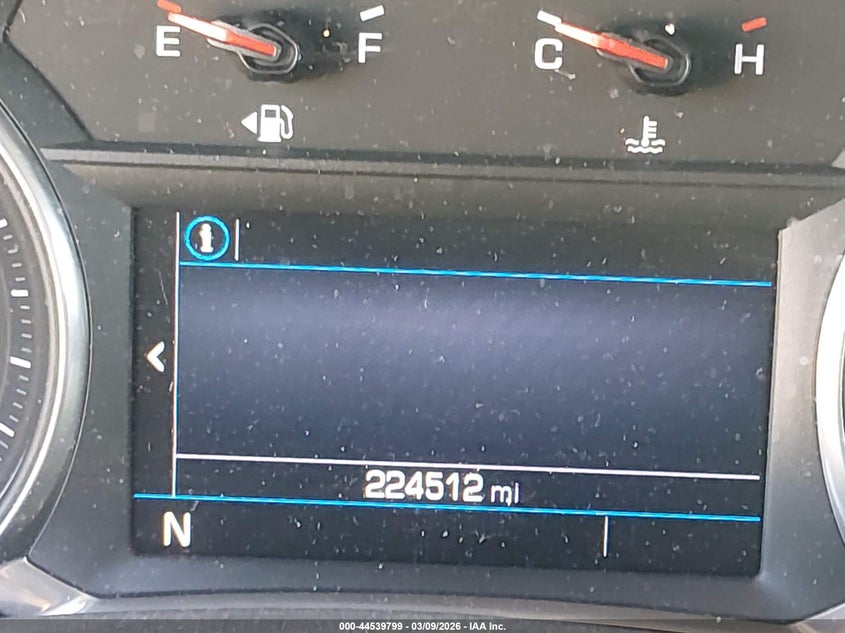 E F C H
i
224512 mi
N
000-44539799 - 03/09/2026 - IAA Inc.